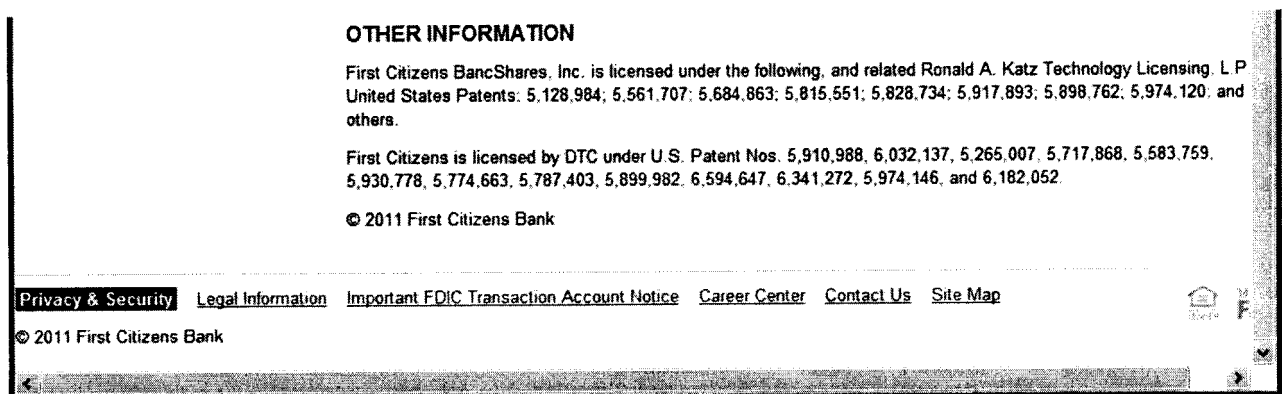 OTHER INFORMATION
First Citizens BancShares, Inc. is licensed under the following, and related Ronald A. Katz Technology Licensing, L.P
United States Patents: 5,128,984; 5,561,707; 5,684,863; 5,815,551; 5,828,734; 5,917,893; 5,898,762; 5,974,120; and
others.
First Citizens is licensed by DTC under U.S. Patent Nos. 5,910,988, 6,032,137, 5,265,007, 5,717,868, 5,583,759,
5,930,778, 5,774,663, 5,787,403, 5,899,982, 6,594,647, 6,341,272, 5,974,146, and 6,182,052.
© 2011 First Citizens Bank
Privacy & Security Legal Information Important FDIC Transaction Account Notice Career Center Contact Us Site Map
© 2011 First Citizens Bank